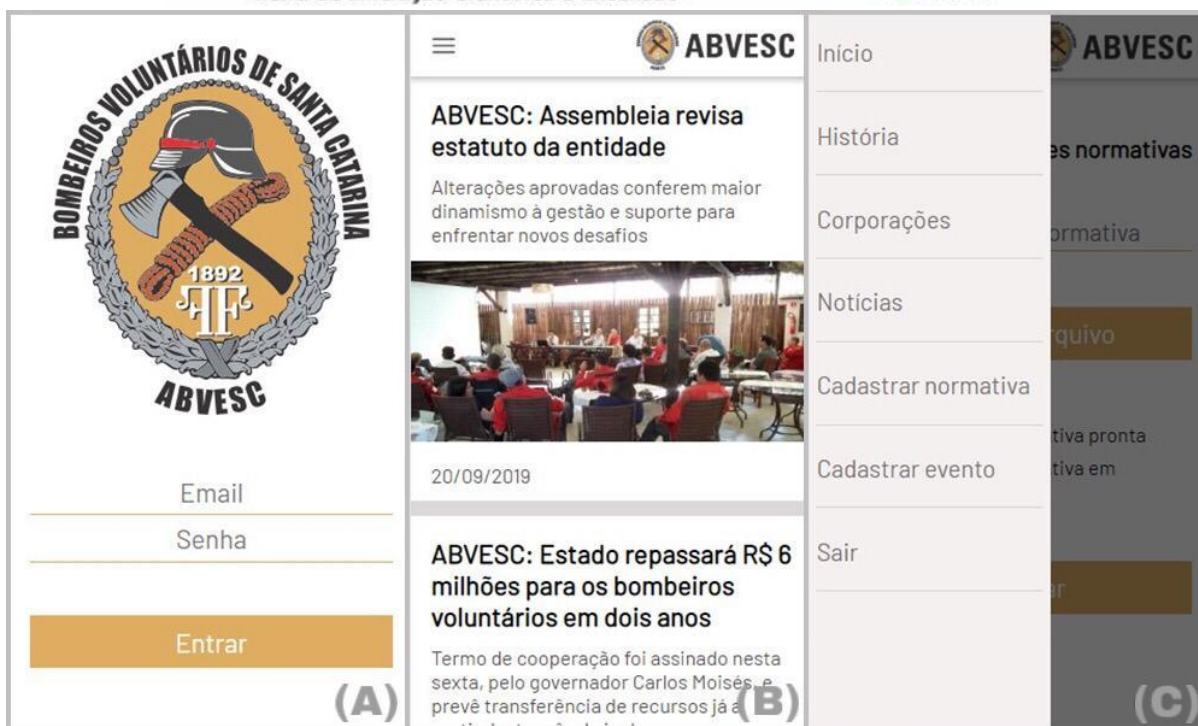 BOMBEIROS VOLUNTÁRIOS DE SANTA CATARINA
1892
ABVESC
Email
Senha
Entrar
(A)
ABVESC
ABVESC: Assembleia revisa
estatuto da entidade
Alterações aprovadas conferem maior
dinamismo à gestão e suporte para
enfrentar novos desafios
20/09/2019
ABVESC: Estado repassará R$ 6
milhões para os bombeiros
voluntários em dois anos
Termo de cooperação foi assinado nesta
sexta, pelo governador Carlos Moisés, e
prevê transferência de recursos já a
(B)
Início
História
Corporações
Notícias
Cadastrar normativa
Cadastrar evento
Sair
ABVESC
es normativas
ormativa
rquivo
tiva pronta
tiva em
ar
(C)